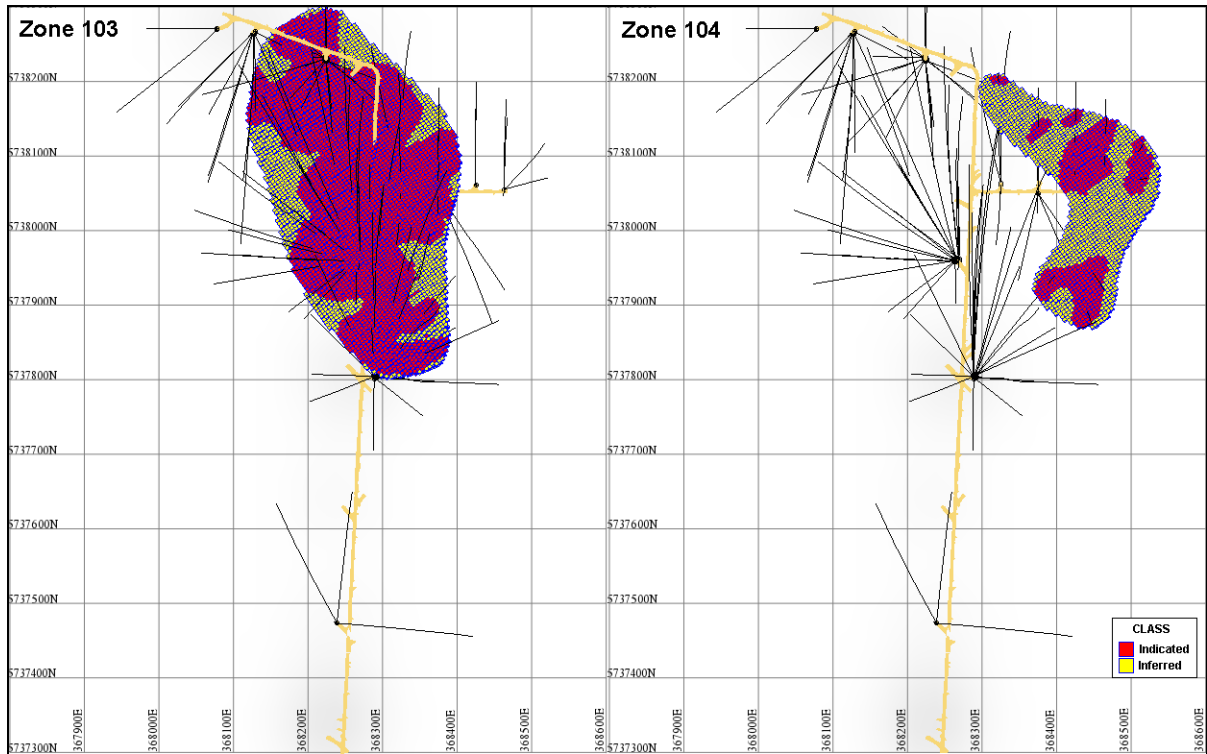 Zone 103
Zone 104
5738200N
5738200N
5738100N
5738100N
5738000N
5738000N
5737900N
5737900N
5737800N
5737800N
5737700N
5737700N
5737600N
5737600N
5737500N
5737500N
CLASS
Indicated
Inferred
5737400N
5737400N
5737300N
5737300N
367900E
368000E
368100E
368200E
368300E
368400E
368500E
368600E
367900E
368000E
368100E
368200E
368300E
368400E
368500E
368600E